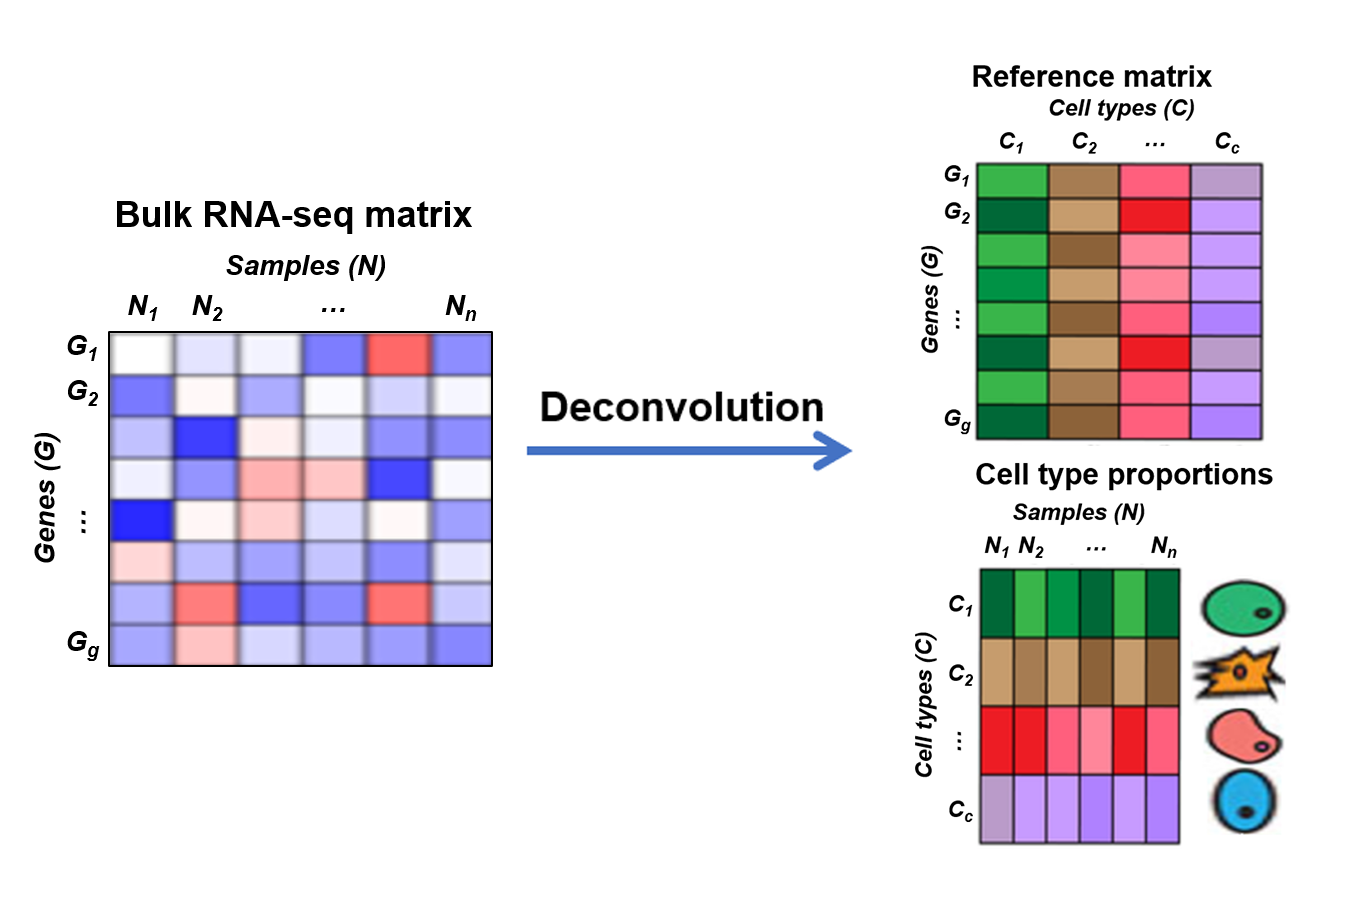 Bulk RNA-seq matrix
Samples (N)
N1 N2 ... Nn
G1
G2
Genes (G)
...
Gg
Deconvolution
Reference matrix
Cell types (C)
C1 C2 ... Cc
G1
G2
Genes (G)
...
Gg
Cell type proportions
Samples (N)
N1 N2 ... Nn
C1
C2
Cell types (C)
...
Cc